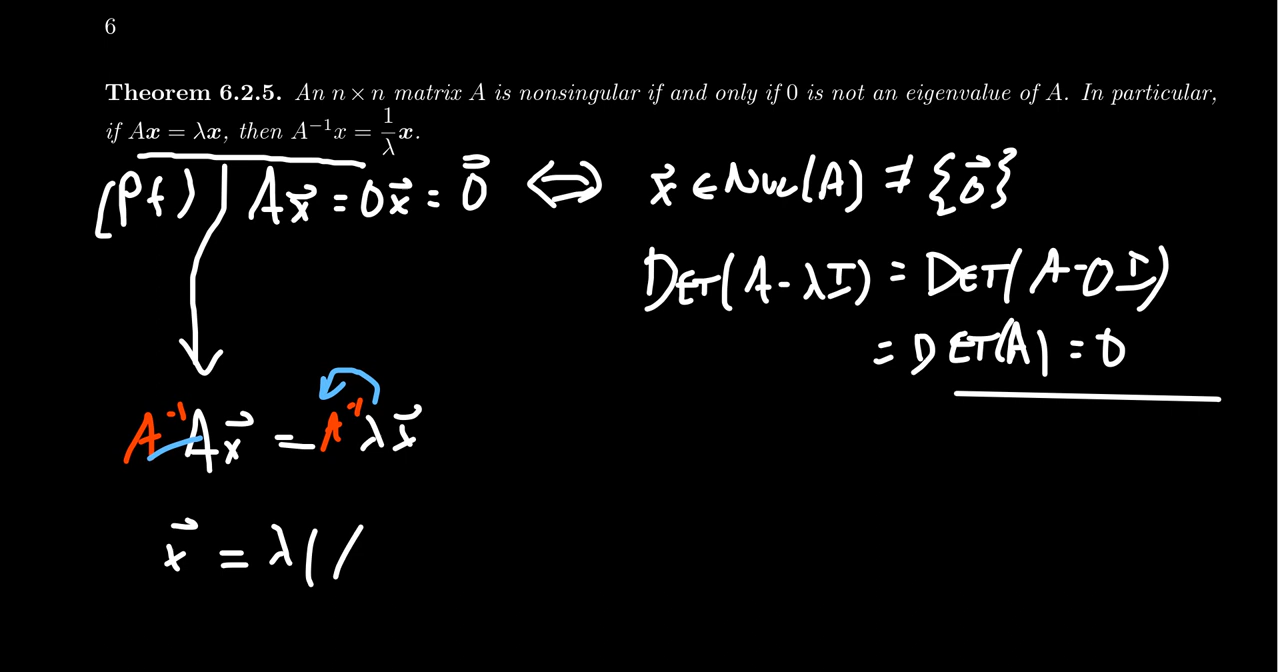 6
Theorem 6.2.5. An n × n matrix A is nonsingular if and only if 0 is not an eigenvalue of A. In particular,
if Ax = λx, then A⁻¹x = 1/λ x.
(Pf) Ax⃗ = 0x⃗ = 0⃗ ⟺ x⃗ ∈ Nul(A) ≠ {0⃗}
Det(A - λI) = Det(A - 0I)
= Det(A) = 0
A⁻¹Ax⃗ = A⁻¹λx⃗
x⃗ = λ(/